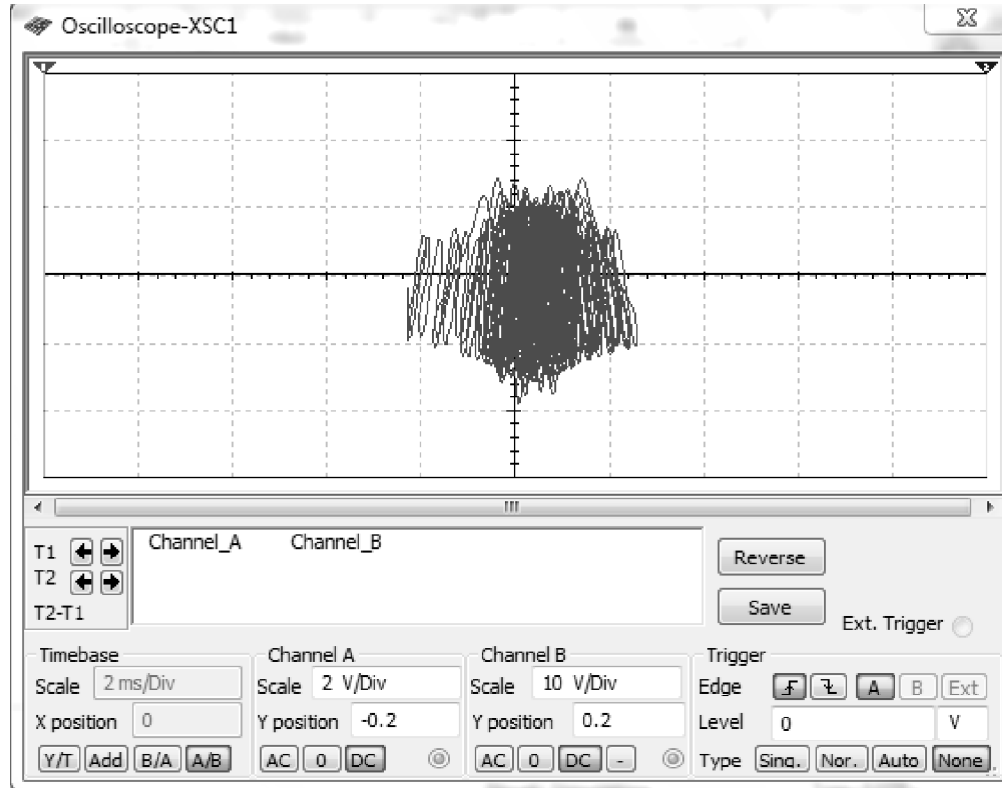 Oscilloscope-XSC1
1 2
T1 Channel_A Channel_B Reverse
T2
T2-T1 Save Ext. Trigger
Timebase Channel A Channel B Trigger
Scale 2 ms/Div Scale 2 V/Div Scale 10 V/Div Edge A B Ext
X position 0 Y position -0.2 Y position 0.2 Level 0 V
Y/T Add B/A A/B AC 0 DC AC 0 DC - Type Sing. Nor. Auto None